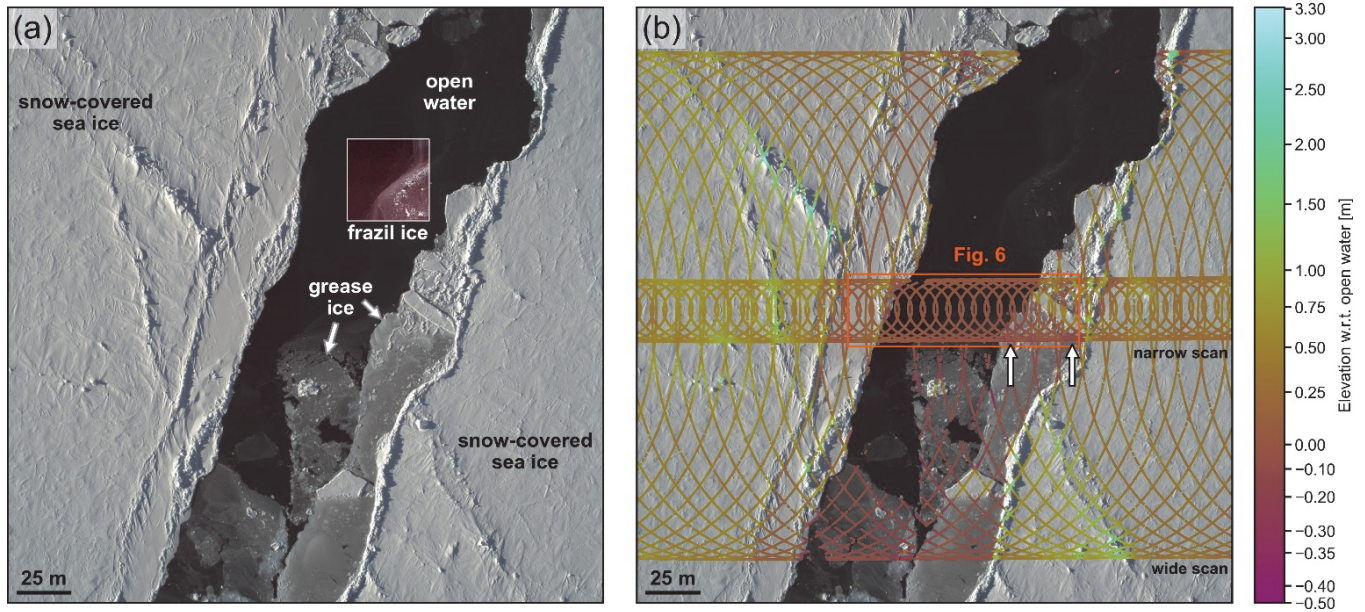 (a)
open
water
snow-covered
sea ice
frazil ice
grease
ice
snow-covered
sea ice
25 m
(b)
Fig. 6
narrow scan
wide scan
25 m
3.30
3.00
2.50
2.00
1.50
1.00
0.75
0.50
0.25
0.00
−0.10
−0.20
−0.30
−0.35
−0.40
−0.50
Elevation w.r.t. open water [m]